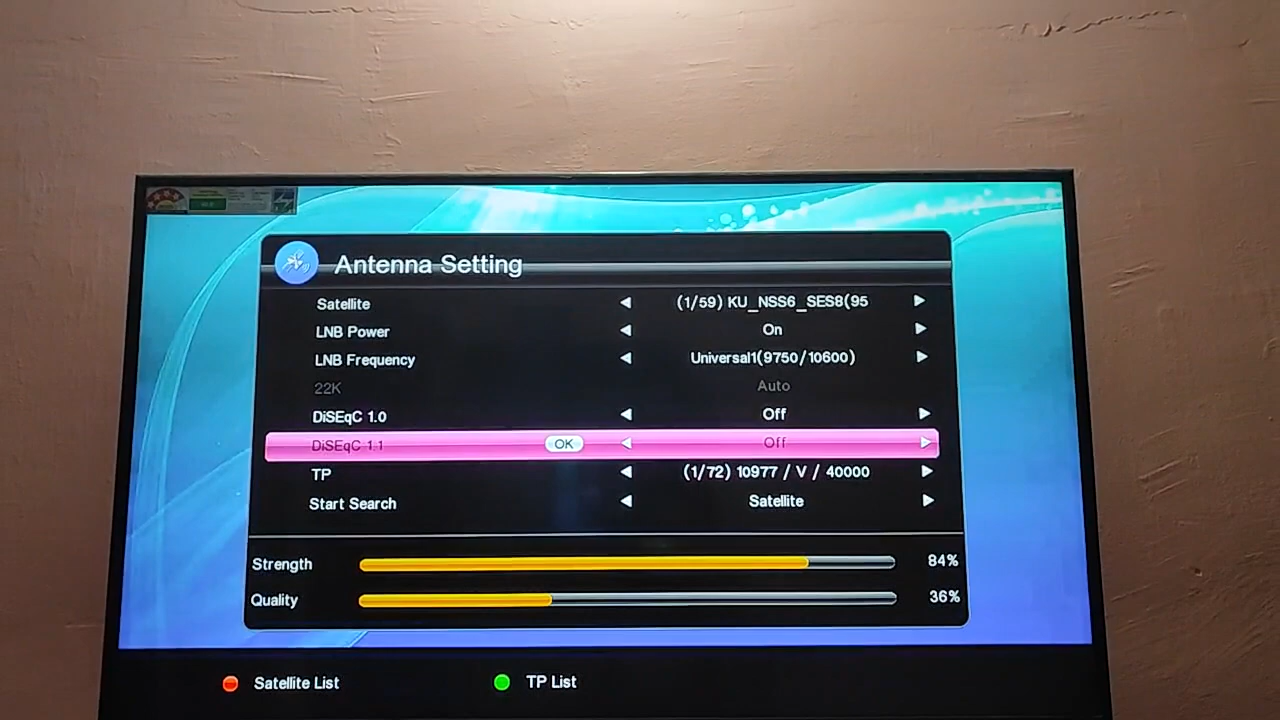 Antenna Setting
Satellite (1/59) KU_NSS6_SES8(95
LNB Power On
LNB Frequency Universal1(9750/10600)
22K Auto
DiSEqC 1.0 Off
DiSEqC 1.1 OK Off
TP (1/72) 10977 / V / 40000
Start Search Satellite
Strength 84%
Quality 36%
Satellite List TP List